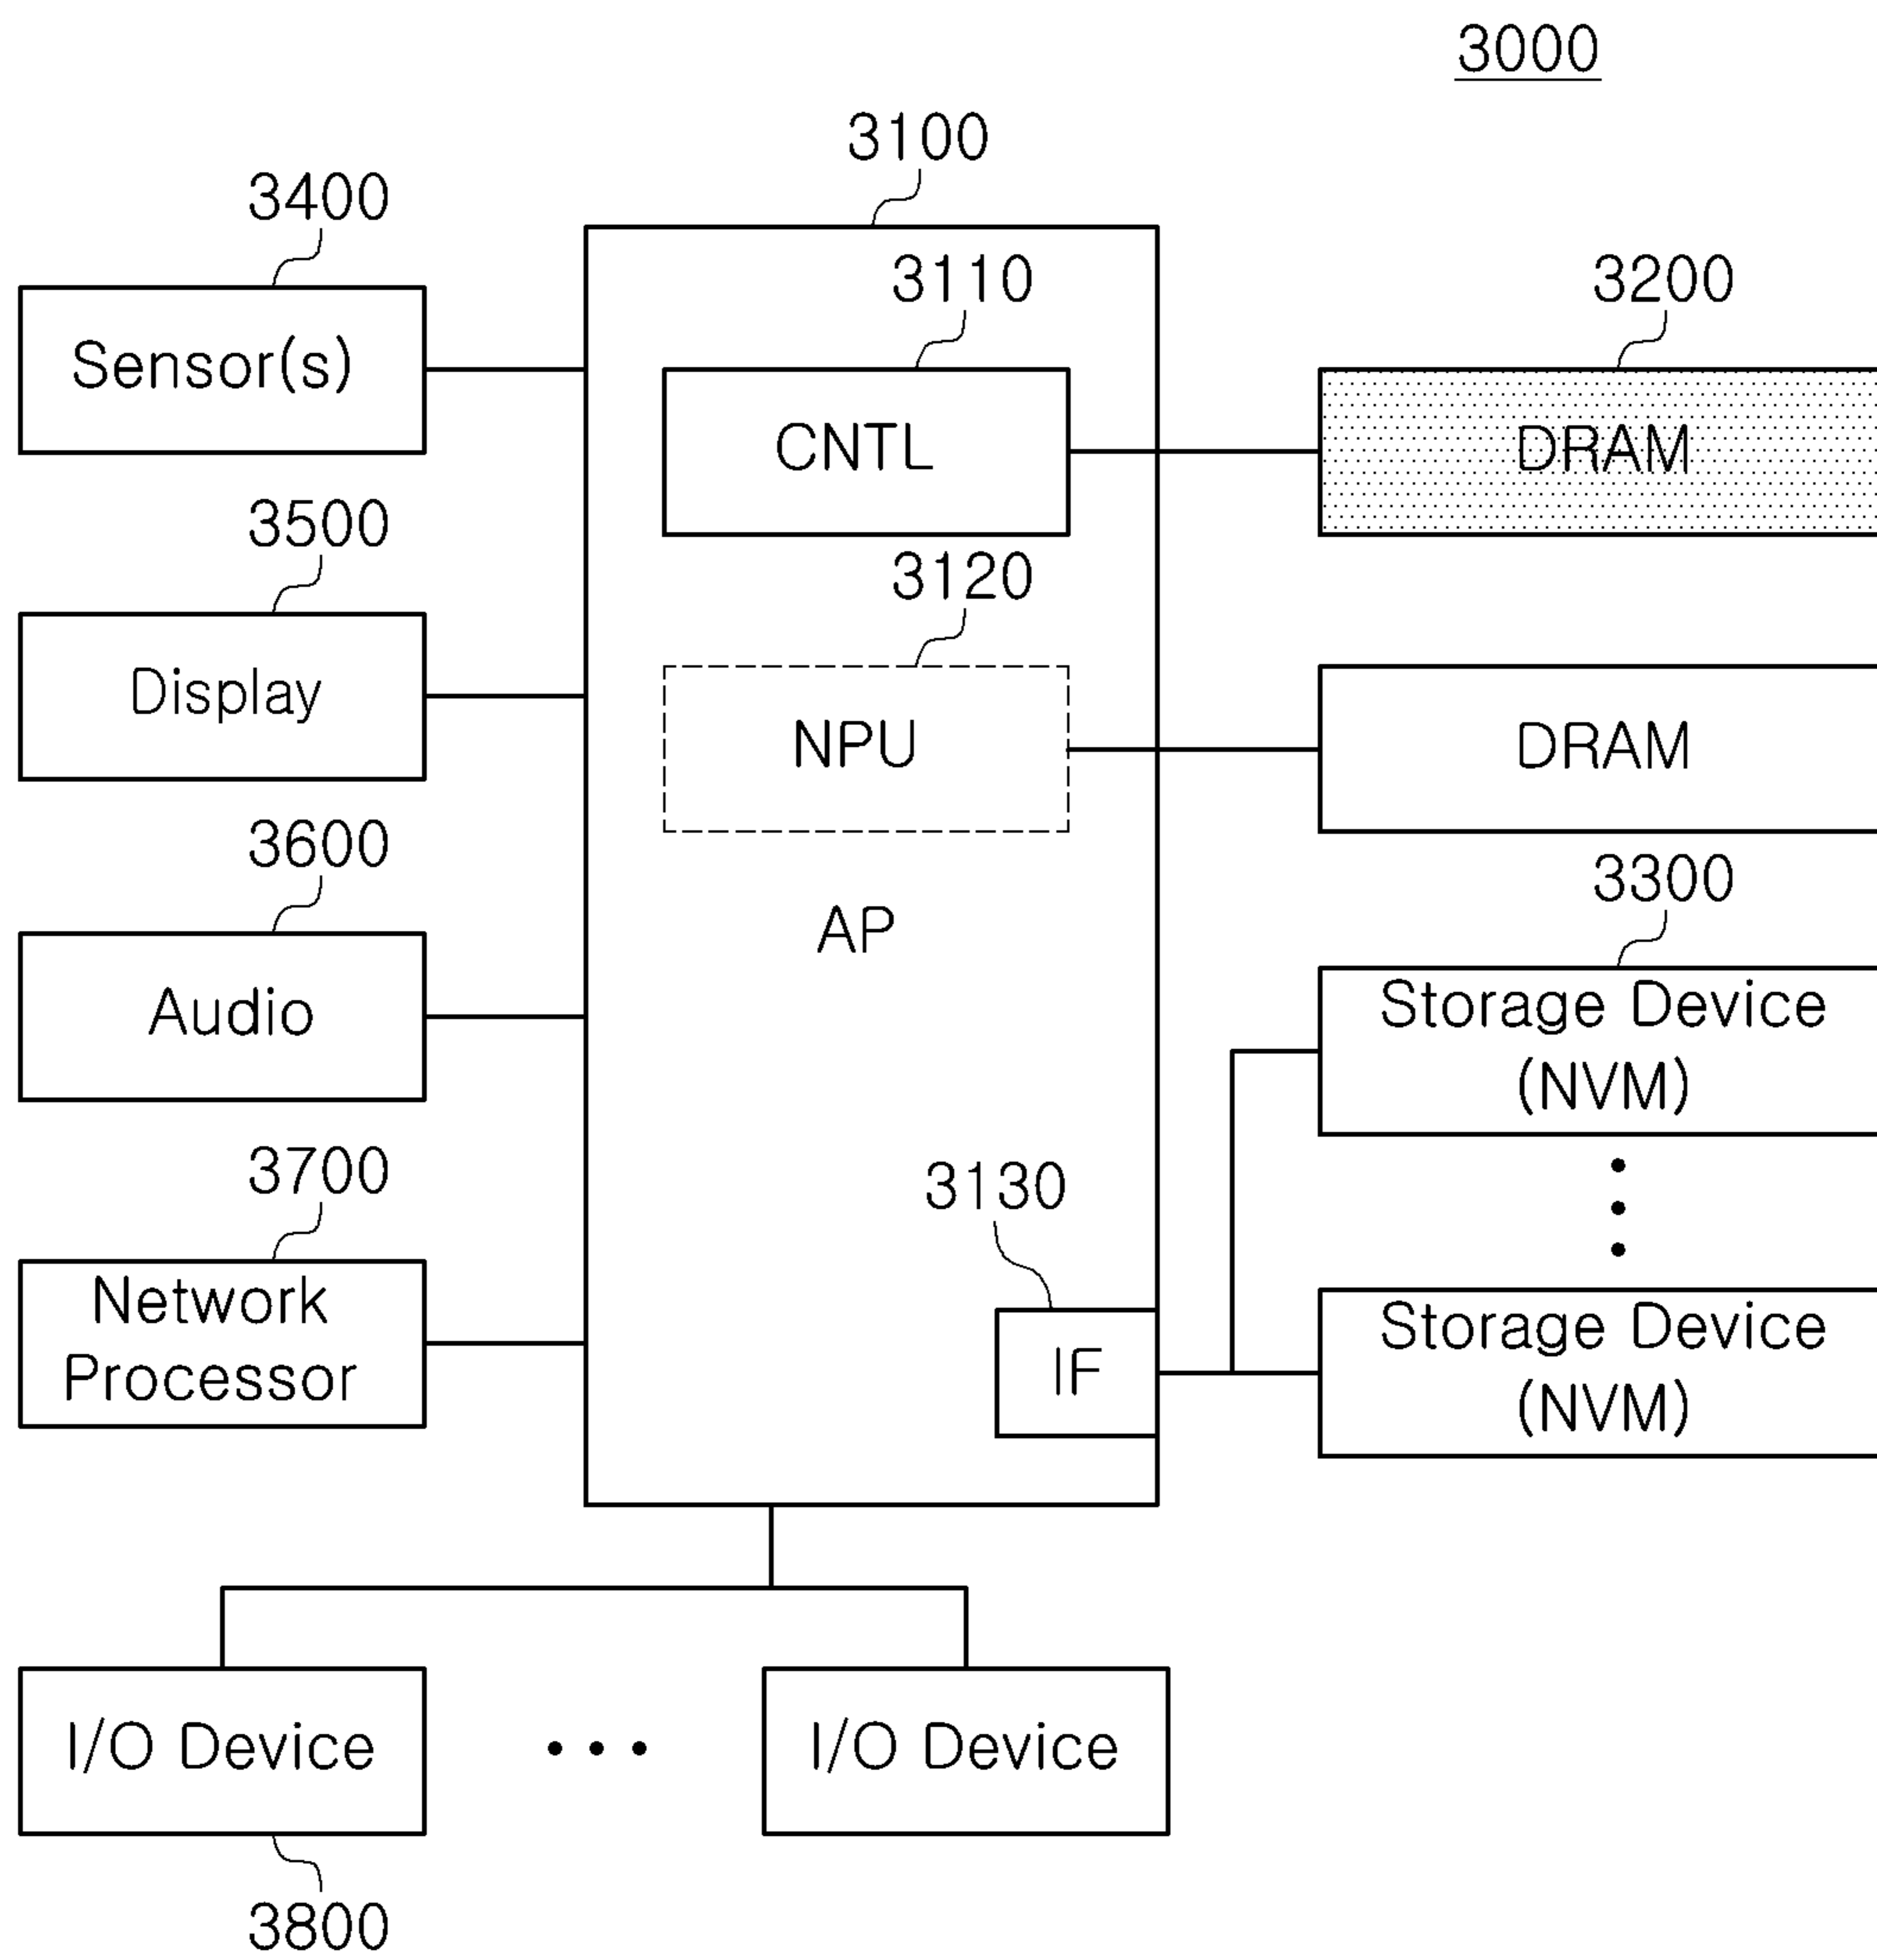 3000
3100
3400
Sensor(s)
3110
CNTL
3200
DRAM
3500
Display
3120
NPU
DRAM
3600
Audio
AP
3300
Storage Device
(NVM)
3700
Network
Processor
3130
IF
Storage Device
(NVM)
I/O Device
I/O Device
3800